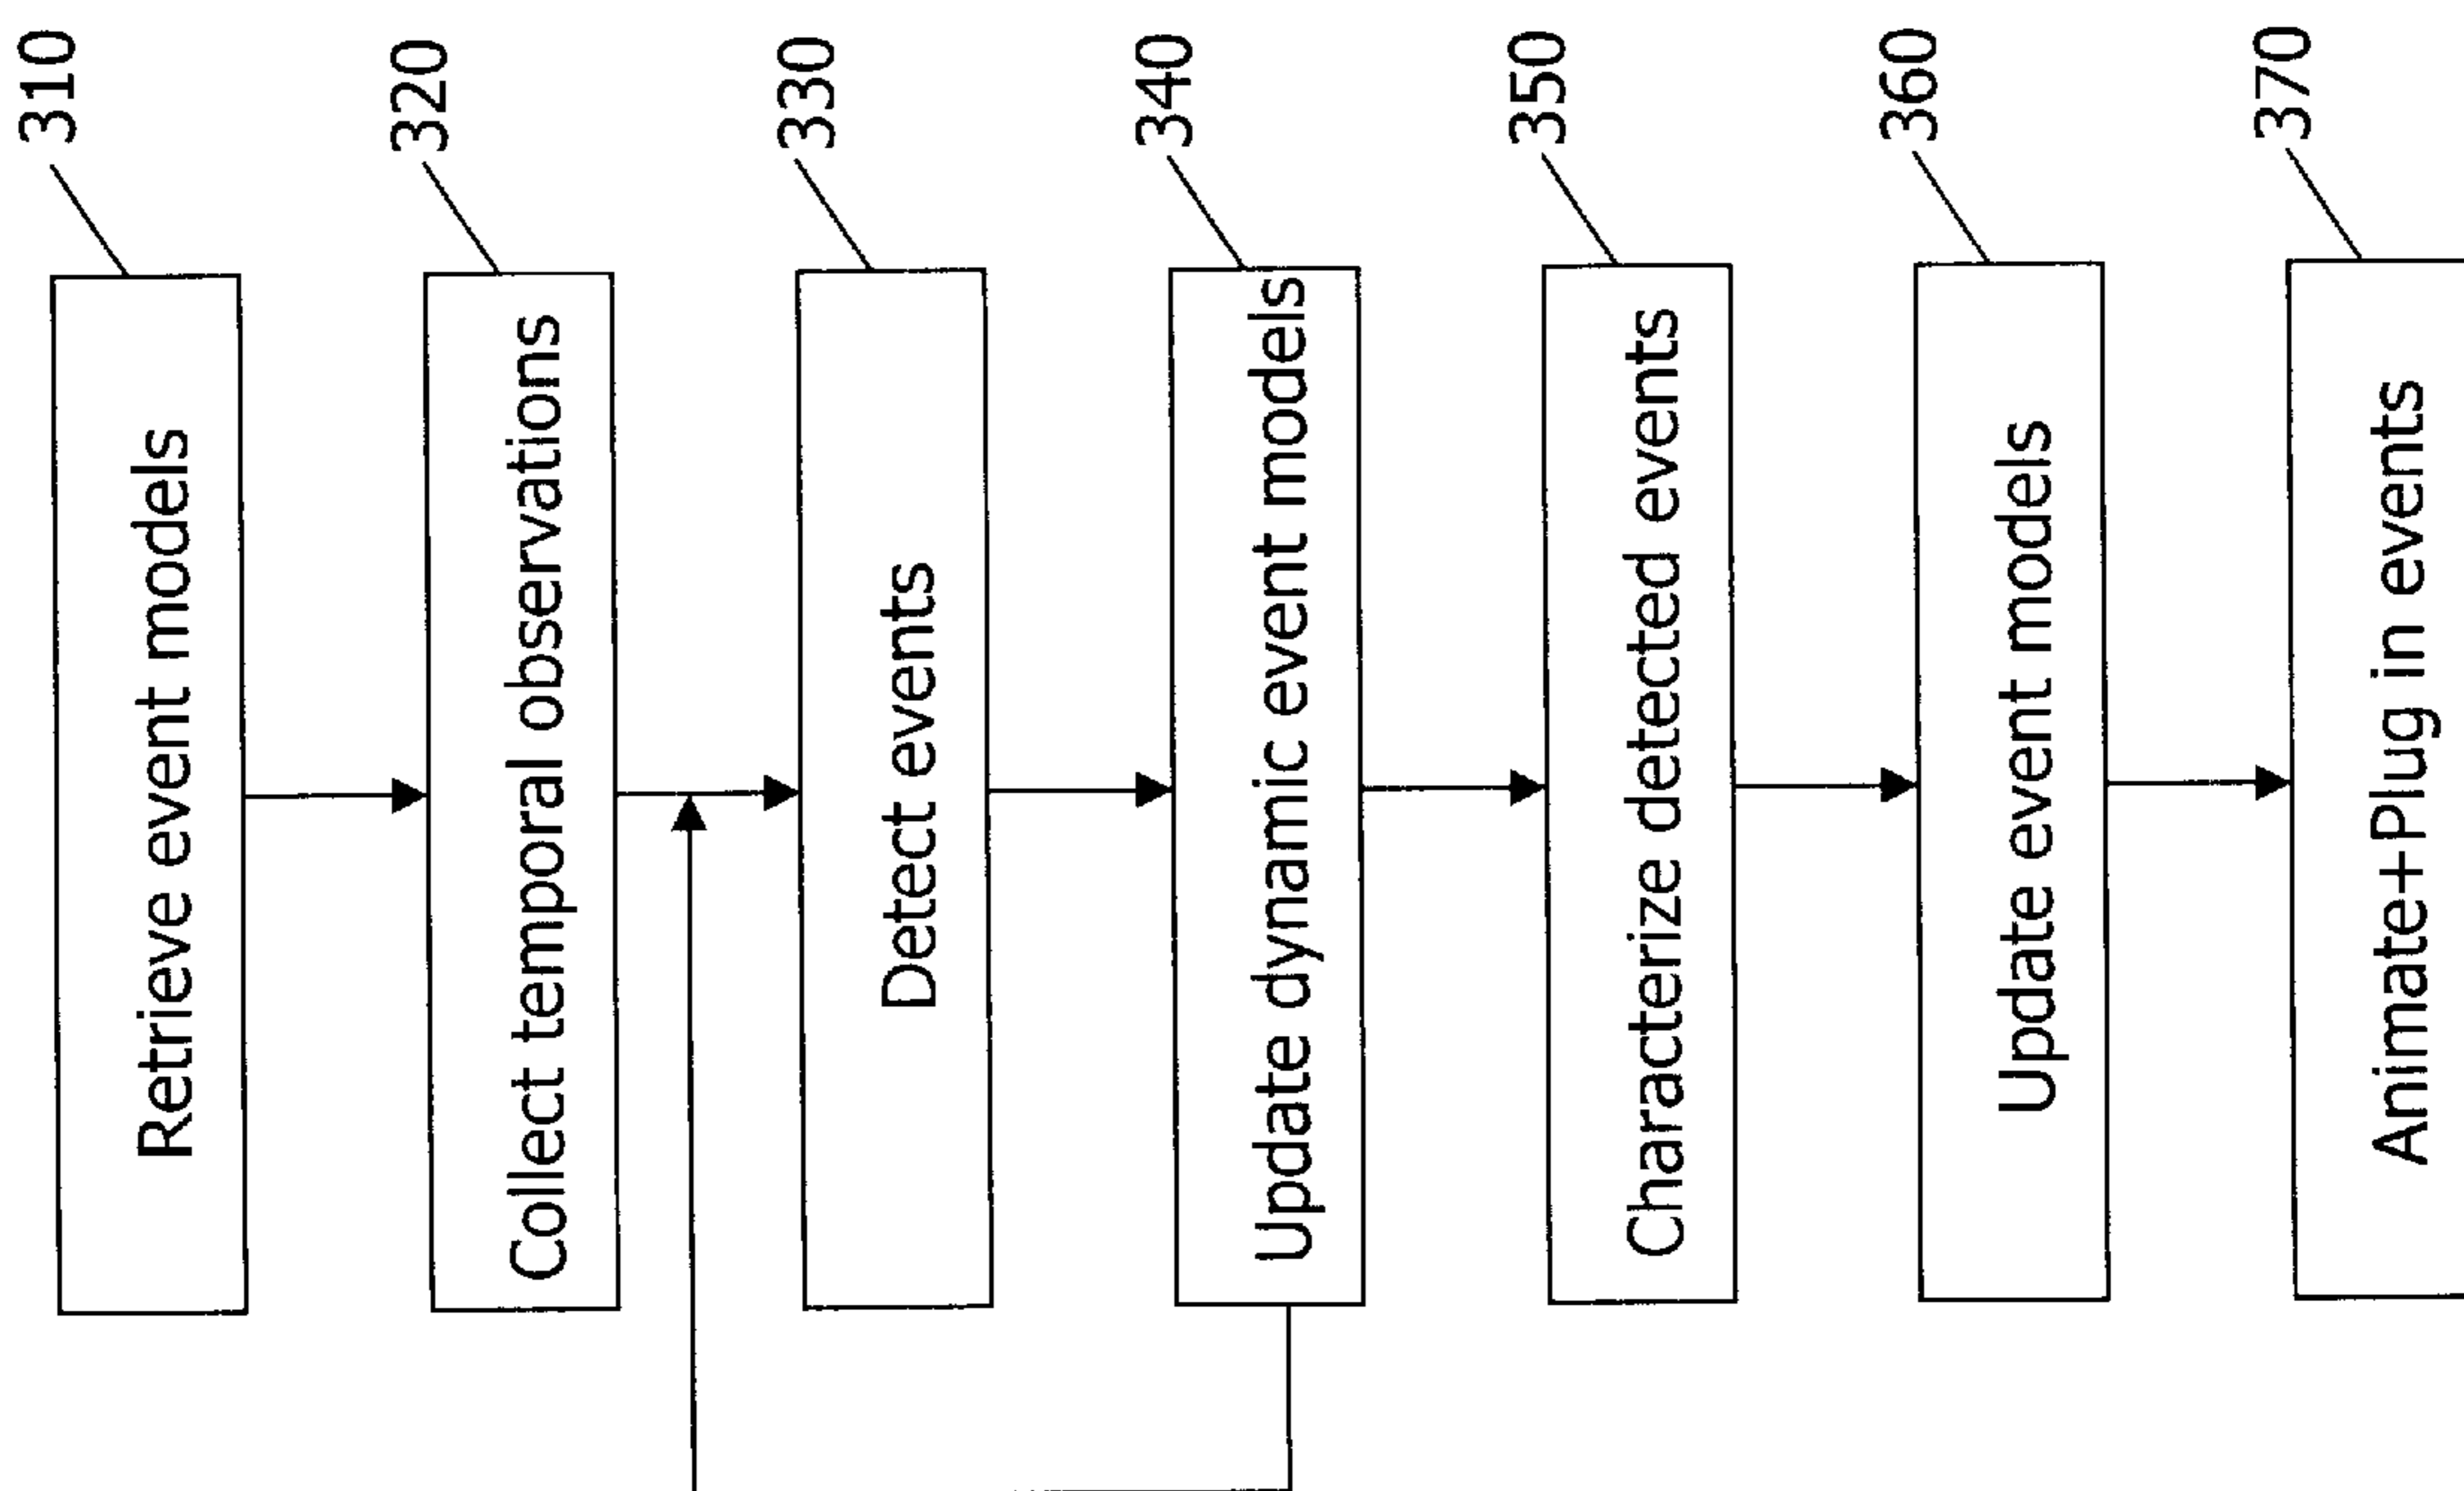 310
Retrieve event models
320
Collect temporal observations
330
Detect events
340
Update dynamic event models
350
Characterize detected events
360
Update event models
370
Animate+Plug in events